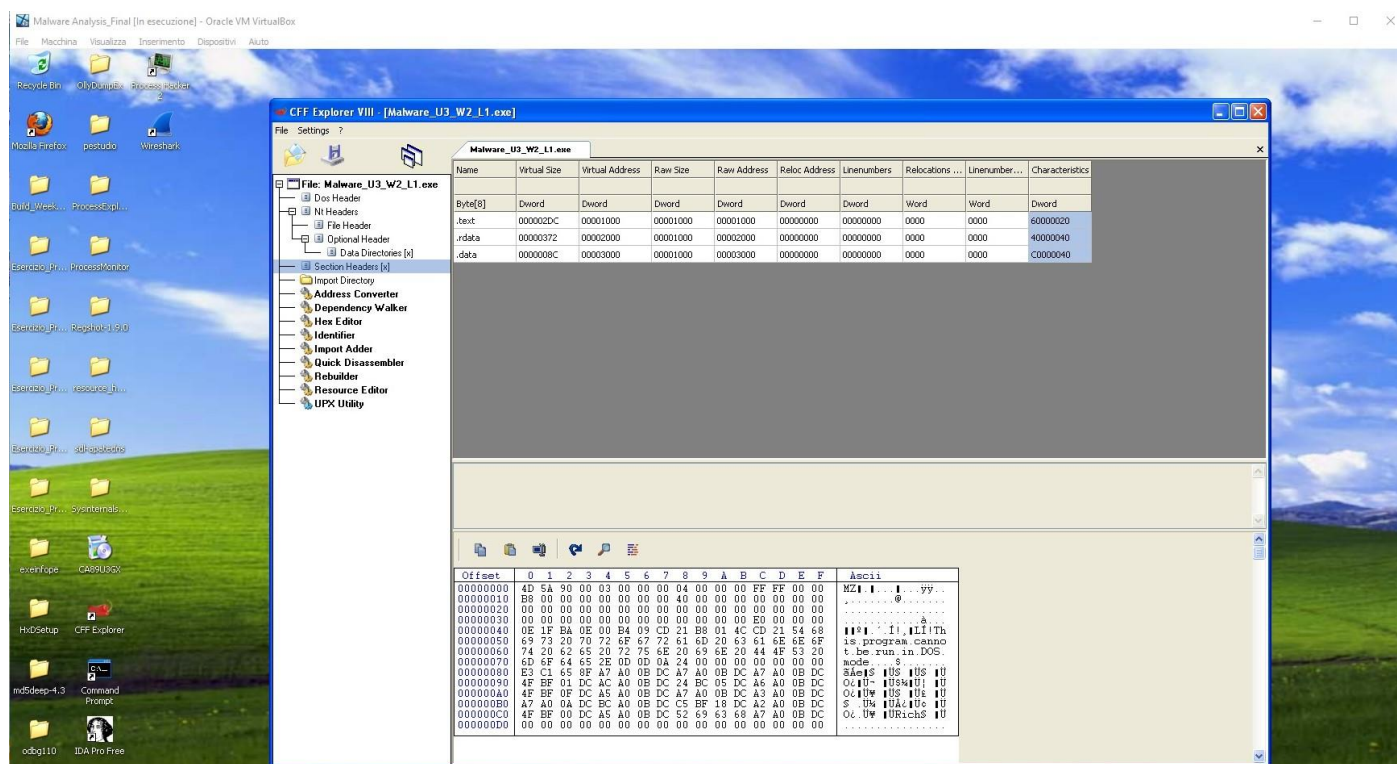 Malware Analysis_Final [In esecuzione] - Oracle VM VirtualBox
File Macchina Visualizza Inserimento Dispositivi Aiuto
Recycle Bin OllyDumpEx Process Hacker 2
Mozilla Firefox pestudio Wireshark
Build_Week... ProcessExpl...
Esercizio_Pr... ProcessMonitor
Esercizio_Pr... Regshot-1.9.0
Esercizio_Pr... resource_h...
Esercizio_Pr... sdl-apatedns
Esercizio_Pr... Sysinternals...
exeinfope CA89U3GX
HxDSetup CFF Explorer
md5deep-4.3 Command Prompt
odbg110 IDA Pro Free
CFF Explorer VIII - [Malware_U3_W2_L1.exe]
File Settings ?
Malware_U3_W2_L1.exe
File: Malware_U3_W2_L1.exe
Dos Header
Nt Headers
File Header
Optional Header
Data Directories [x]
Section Headers [x]
Import Directory
Address Converter
Dependency Walker
Hex Editor
Identifier
Import Adder
Quick Disassembler
Rebuilder
Resource Editor
UPX Utility
Name Virtual Size Virtual Address Raw Size Raw Address Reloc Address Linenumbers Relocations ... Linenumber... Characteristics
Byte[8] Dword Dword Dword Dword Dword Dword Word Word Dword
.text 000002DC 00001000 00001000 00001000 00000000 00000000 0000 0000 60000020
.rdata 00000372 00002000 00001000 00002000 00000000 00000000 0000 0000 40000040
.data 0000008C 00003000 00001000 00003000 00000000 00000000 0000 0000 C0000040
Offset 0 1 2 3 4 5 6 7 8 9 A B C D E F Ascii
00000000 4D 5A 90 00 03 00 00 00 04 00 00 00 FF FF 00 00 MZ
00000010 B8 00 00 00 00 00 00 00 40 00 00 00 00 00 00 00
00000020 00 00 00 00 00 00 00 00 00 00 00 00 00 00 00 00
00000030 00 00 00 00 00 00 00 00 00 00 00 00 E0 00 00 00
00000040 0E 1F BA 0E 00 B4 09 CD 21 B8 01 4C CD 21 54 68
00000050 69 73 20 70 72 6F 67 72 61 6D 20 63 61 6E 6E 6F is.program.canno
00000060 74 20 62 65 20 72 75 6E 20 69 6E 20 44 4F 53 20 t.be.run.in.DOS.
00000070 6D 6F 64 65 2E 0D 0D 0A 24 00 00 00 00 00 00 00 mode....$.......
00000080 E3 C1 65 8F A7 A0 0B DC A7 A0 0B DC A7 A0 0B DC
00000090 4F BF 01 DC AC A0 0B DC 24 BC 05 DC A6 A0 0B DC
000000A0 4F BF 0F DC A5 A0 0B DC A7 A0 0B DC A3 A0 0B DC
000000B0 A7 A0 0A DC BC A0 0B DC C5 BF 18 DC A2 A0 0B DC
000000C0 4F BF 00 DC A5 A0 0B DC 52 69 63 68 A7 A0 0B DC
000000D0 00 00 00 00 00 00 00 00 00 00 00 00 00 00 00 00 ................